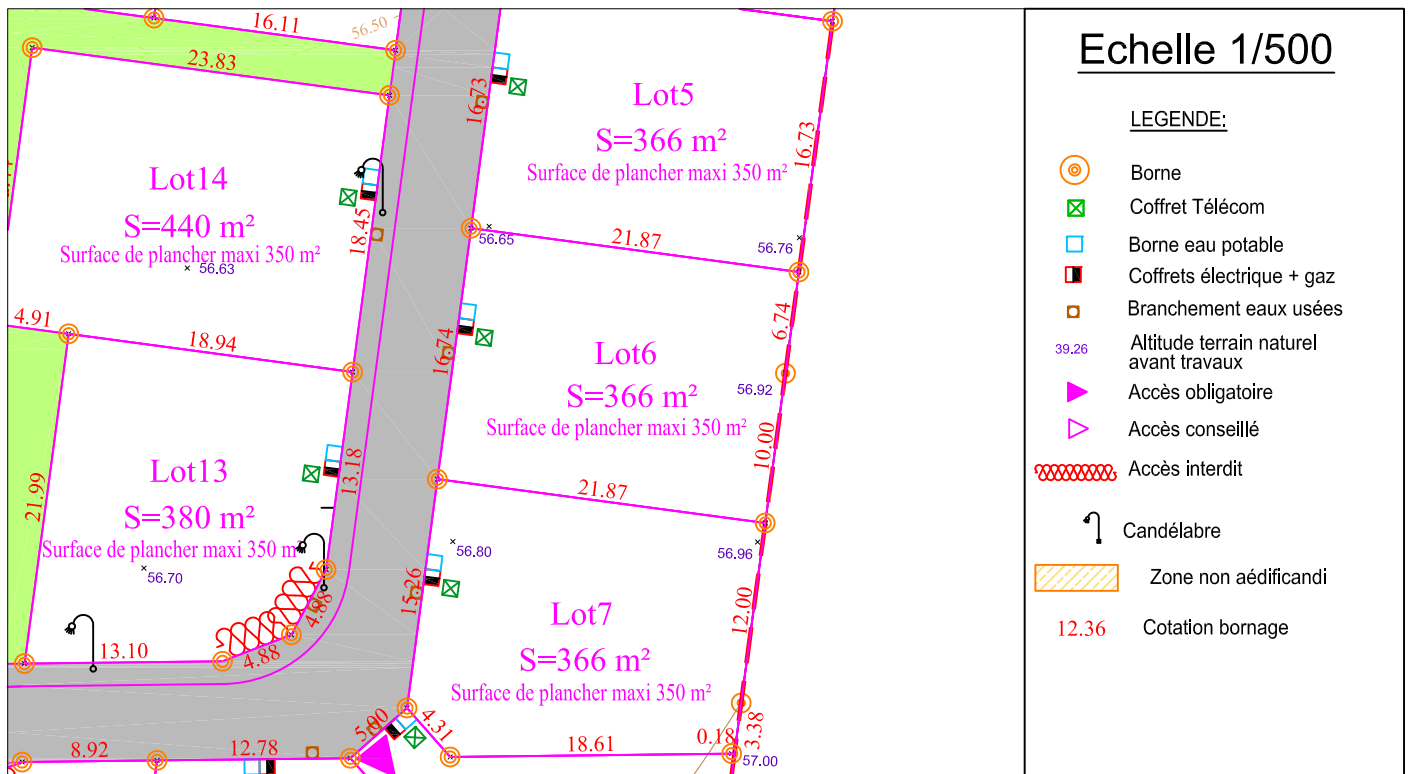 16.11
56.50
23.83
16.73
Lot5
S=366 m²
Surface de plancher maxi 350 m²
16.73
Lot14
S=440 m²
Surface de plancher maxi 350 m²
56.63
18.45
56.65
21.87
56.76
4.91
18.94
16.74
6.74
Lot6
S=366 m²
Surface de plancher maxi 350 m²
56.92
10.00
21.99
Lot13
S=380 m²
Surface de plancher maxi 350 m²
56.70
13.18
21.87
56.80
56.96
15.26
12.00
4.88
4.88
13.10
Lot7
S=366 m²
Surface de plancher maxi 350 m²
5.00
4.31
18.61
0.18
3.38
57.00
8.92
12.78
Echelle 1/500
LEGENDE:
Borne
Coffret Télécom
Borne eau potable
Coffrets électrique + gaz
Branchement eaux usées
39.26
Altitude terrain naturel
avant travaux
Accès obligatoire
Accès conseillé
Accès interdit
Candélabre
Zone non aédificandi
12.36
Cotation bornage